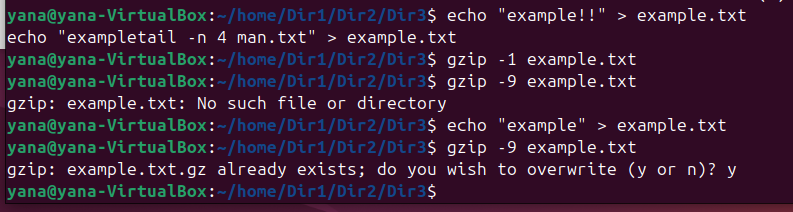 yana@yana-VirtualBox:~/home/Dir1/Dir2/Dir3$ echo "example!!" > example.txt
echo "exampletail -n 4 man.txt" > example.txt
yana@yana-VirtualBox:~/home/Dir1/Dir2/Dir3$ gzip -1 example.txt
yana@yana-VirtualBox:~/home/Dir1/Dir2/Dir3$ gzip -9 example.txt
gzip: example.txt: No such file or directory
yana@yana-VirtualBox:~/home/Dir1/Dir2/Dir3$ echo "example" > example.txt
yana@yana-VirtualBox:~/home/Dir1/Dir2/Dir3$ gzip -9 example.txt
gzip: example.txt.gz already exists; do you wish to overwrite (y or n)? y
yana@yana-VirtualBox:~/home/Dir1/Dir2/Dir3$